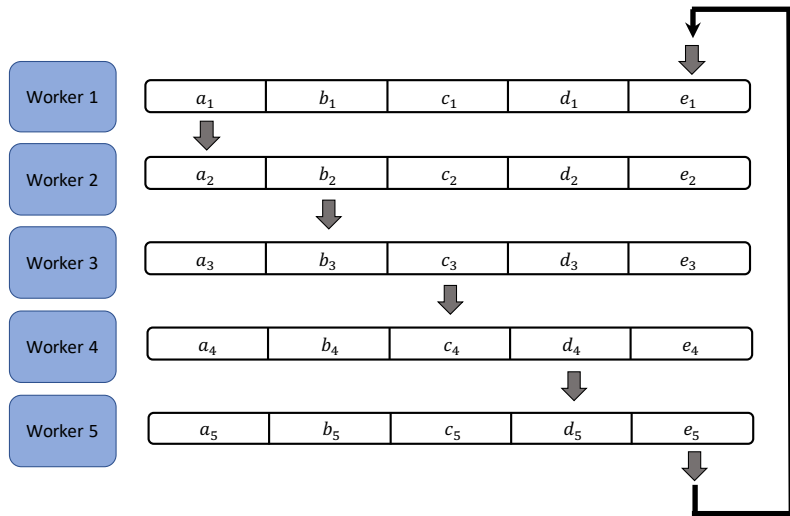 Worker 1 a₁ b₁ c₁ d₁ e₁
Worker 2 a₂ b₂ c₂ d₂ e₂
Worker 3 a₃ b₃ c₃ d₃ e₃
Worker 4 a₄ b₄ c₄ d₄ e₄
Worker 5 a₅ b₅ c₅ d₅ e₅